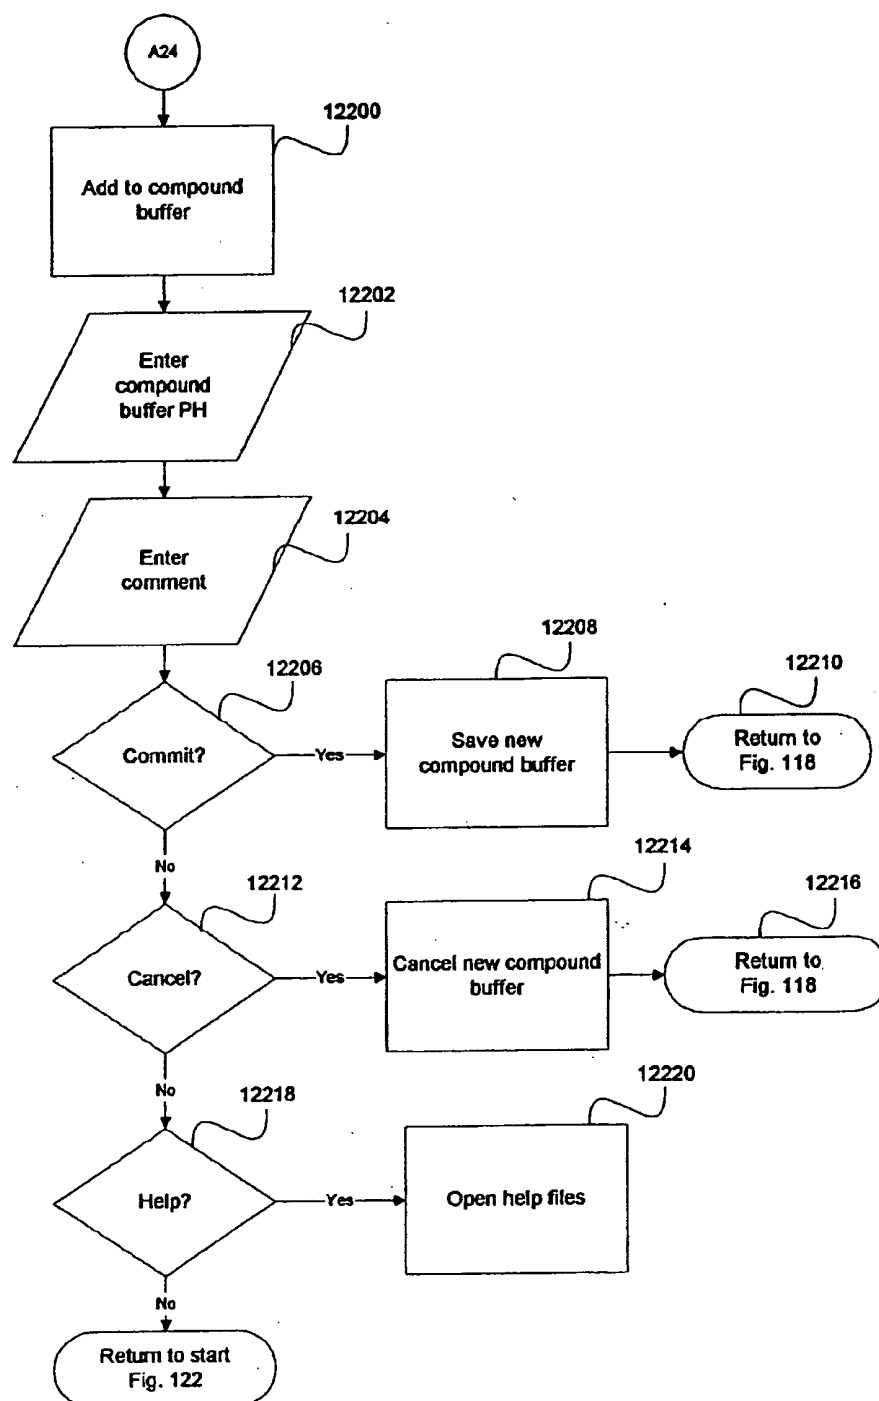 A24
12200
Add to compound
buffer
12202
Enter
compound
buffer PH
12204
Enter
comment
12206
Commit?
Yes
12208
Save new
compound buffer
12210
Return to
Fig. 118
No
12212
Cancel?
Yes
12214
Cancel new compound
buffer
12216
Return to
Fig. 118
No
12218
Help?
Yes
12220
Open help files
No
Return to start
Fig. 122